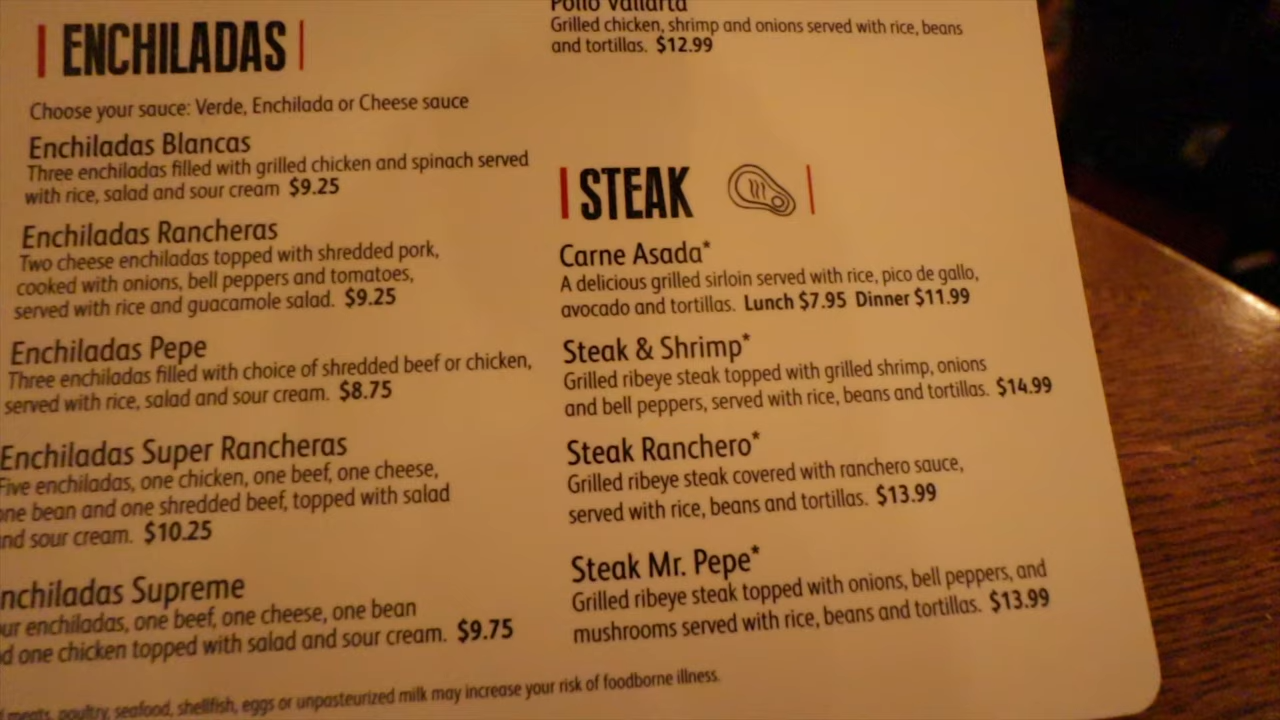 ENCHILADAS
Choose your sauce: Verde, Enchilada or Cheese sauce
Enchiladas Blancas
Three enchiladas filled with grilled chicken and spinach served
with rice, salad and sour cream $9.25
Enchiladas Rancheras
Two cheese enchiladas topped with shredded pork,
cooked with onions, bell peppers and tomatoes,
served with rice and guacamole salad. $9.25
Enchiladas Pepe
Three enchiladas filled with choice of shredded beef or chicken,
served with rice, salad and sour cream. $8.75
Enchiladas Super Rancheras
Five enchiladas, one chicken, one beef, one cheese,
one bean and one shredded beef, topped with salad
nd sour cream. $10.25
nchiladas Supreme
ur enchiladas, one beef, one cheese, one bean
d one chicken topped with salad and sour cream. $9.75
Pollo Vallarta
Grilled chicken, shrimp and onions served with rice, beans
and tortillas. $12.99
STEAK
Carne Asada*
A delicious grilled sirloin served with rice, pico de gallo,
avocado and tortillas. Lunch $7.95 Dinner $11.99
Steak & Shrimp*
Grilled ribeye steak topped with grilled shrimp, onions
and bell peppers, served with rice, beans and tortillas. $14.99
Steak Ranchero*
Grilled ribeye steak covered with ranchero sauce,
served with rice, beans and tortillas. $13.99
Steak Mr. Pepe*
Grilled ribeye steak topped with onions, bell peppers, and
mushrooms served with rice, beans and tortillas. $13.99
meats, poultry, seafood, shellfish, eggs or unpasteurized milk may increase your risk of foodborne illness.